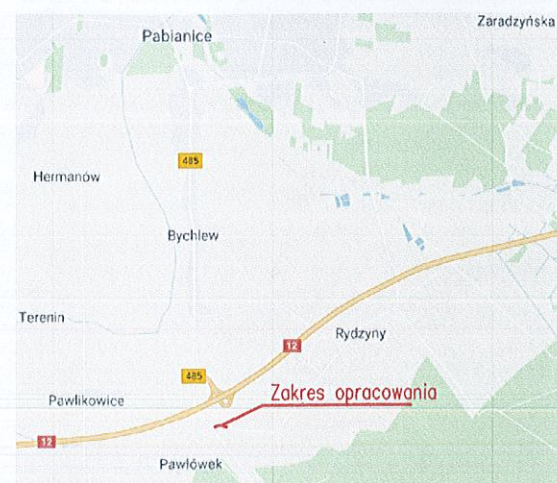 Zaradzyńska
Pabianice
485
Hermanów
Bychlew
Terenin
12
Rydzyny
485
Zakres opracowania
Pawlikowice
12
Pawłówek